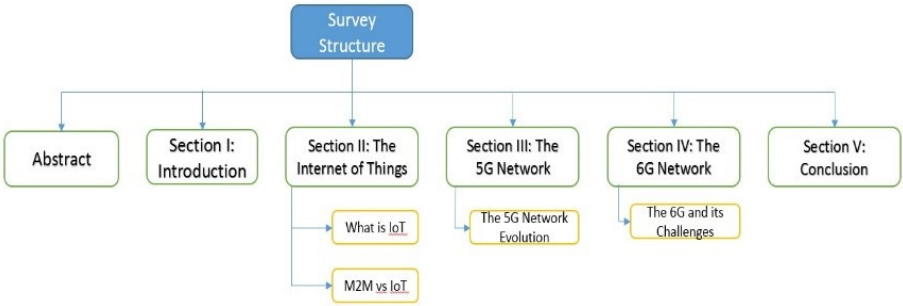 Survey
Structure
Abstract
Section I:
Introduction
Section II: The
Internet of Things
Section III: The
5G Network
Section IV: The
6G Network
Section V:
Conclusion
What is IoT
M2M vs IoT
The 5G Network
Evolution
The 6G and its
Challenges